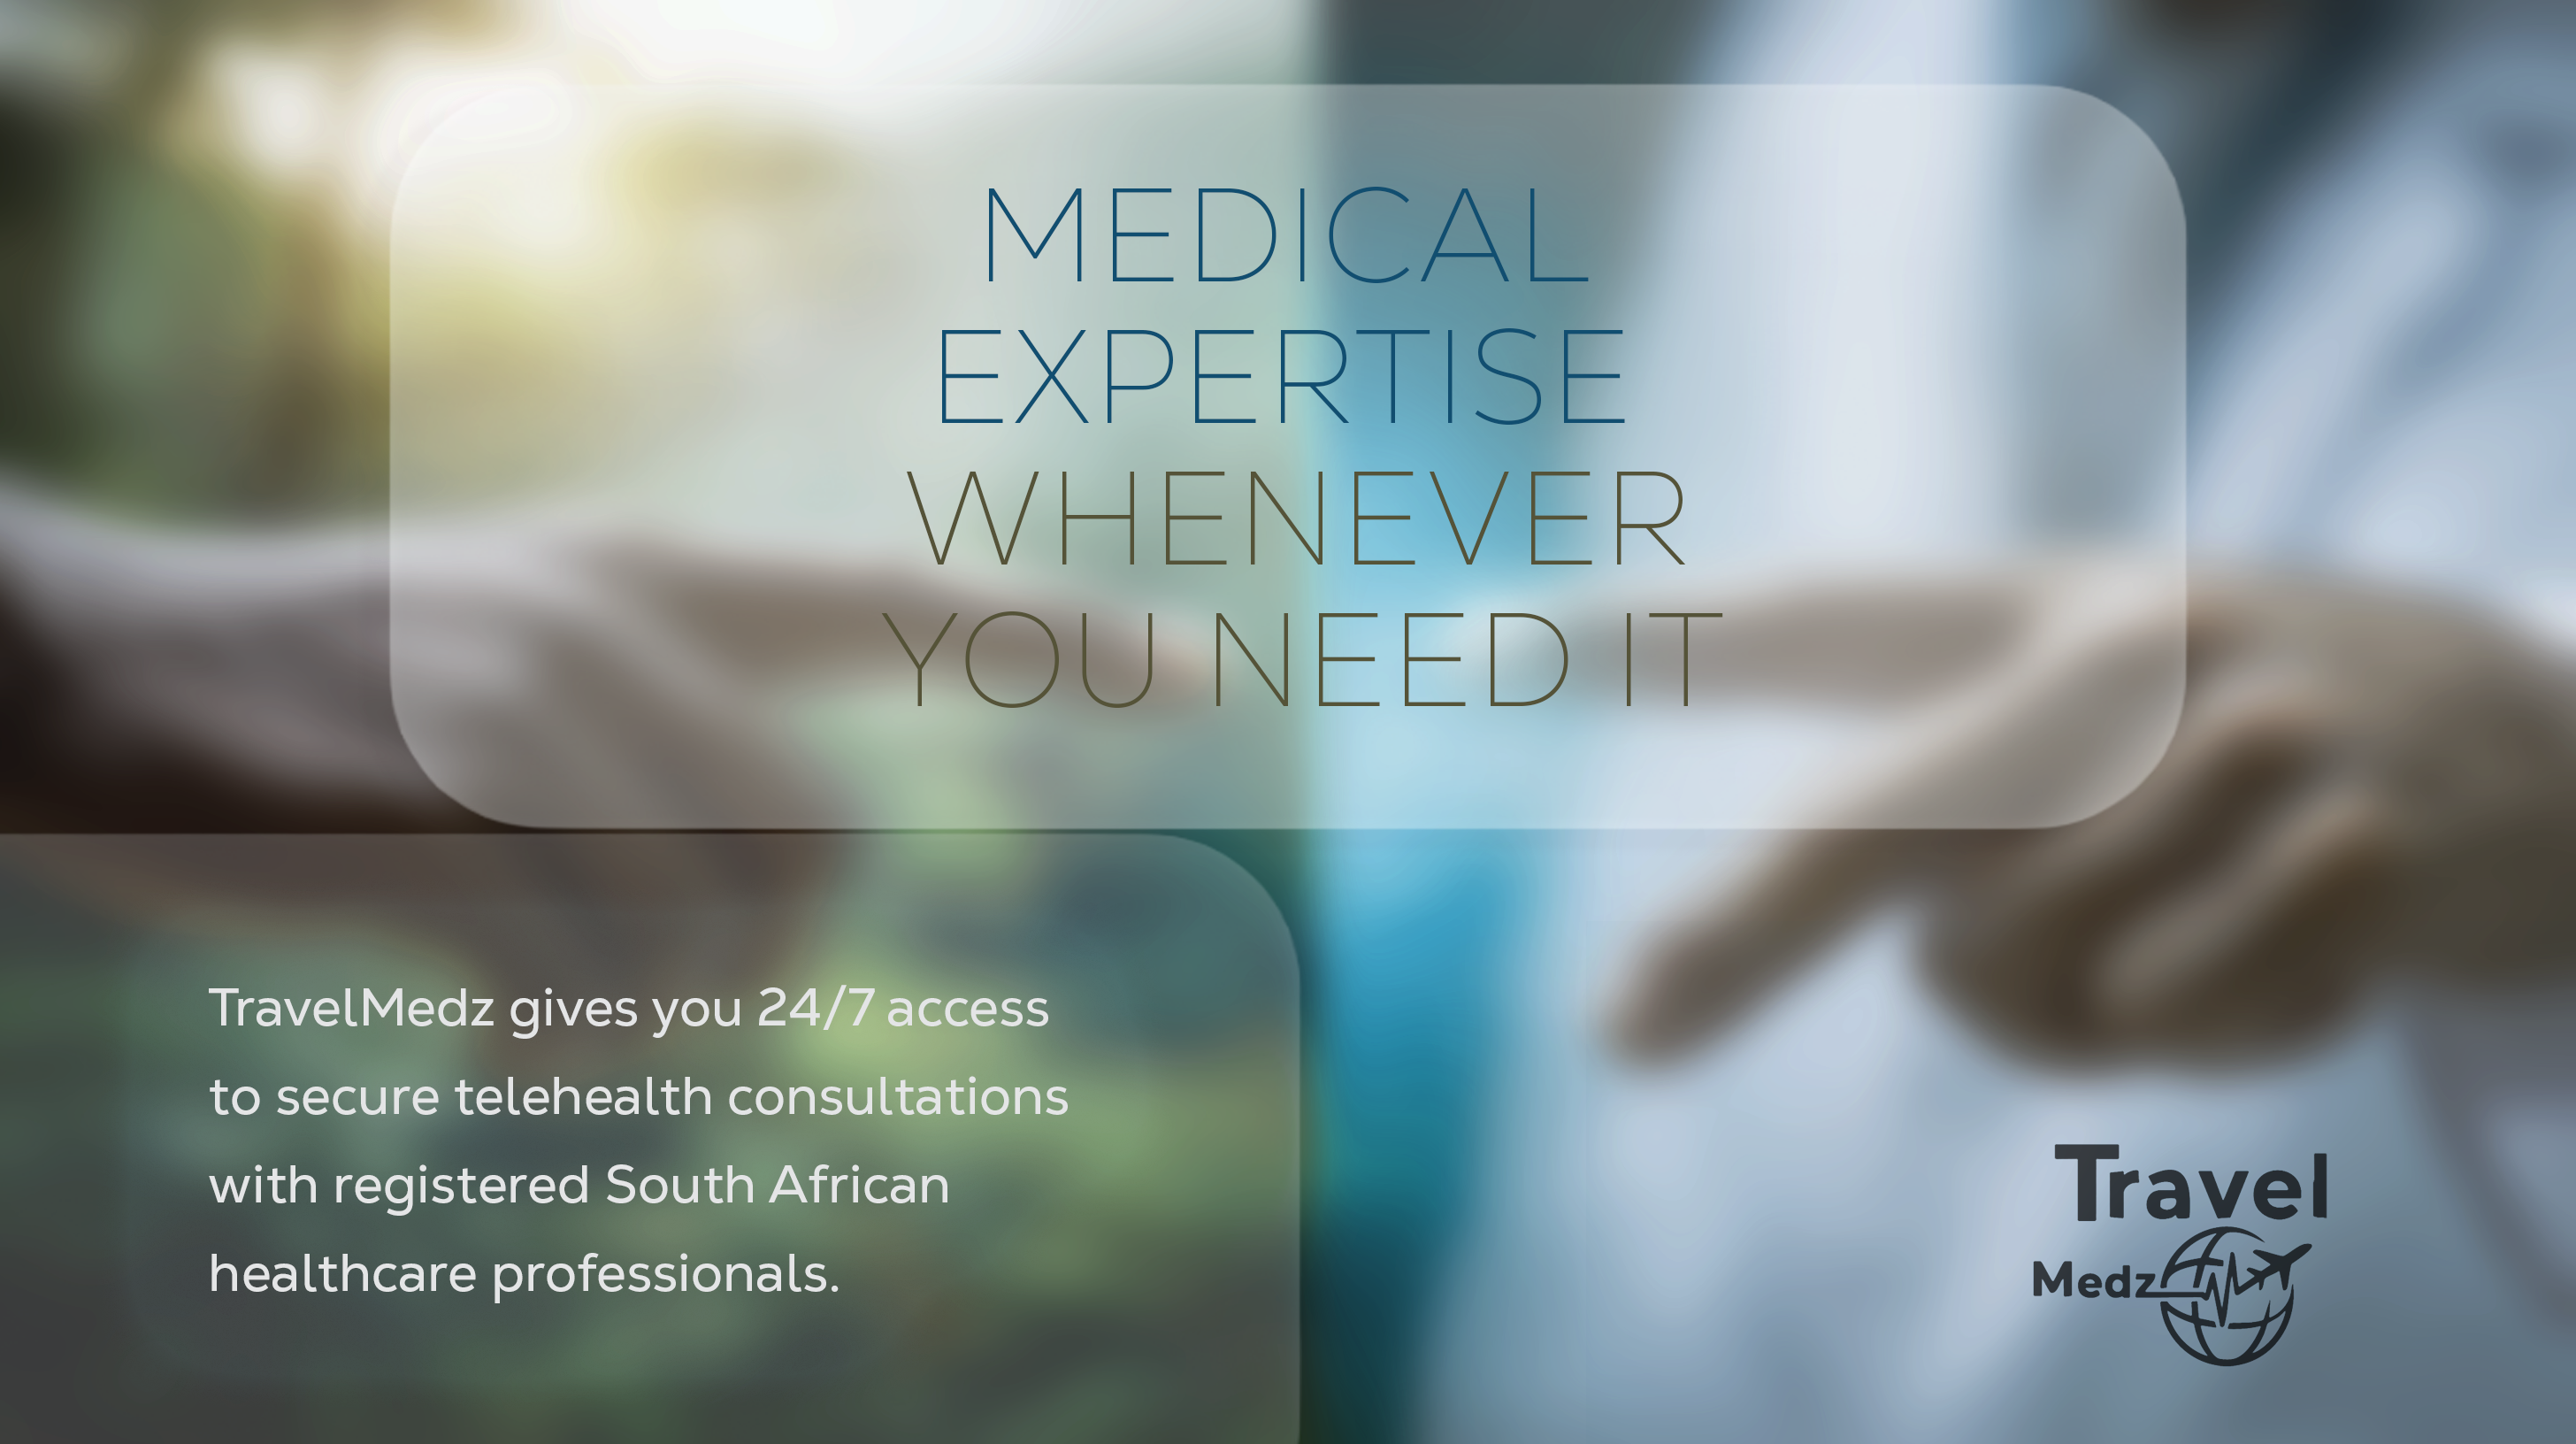 MEDICAL
EXPERTISE
WHENEVER
YOU NEED IT
TravelMedz gives you 24/7 access
to secure telehealth consultations
with registered South African
healthcare professionals.
Travel
Medz